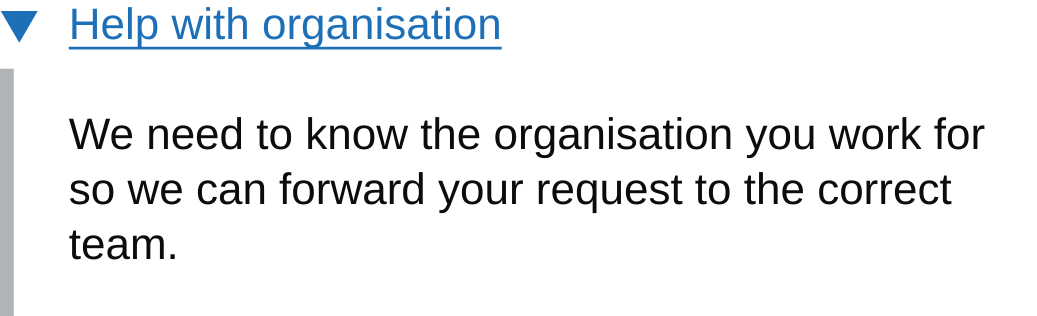 Help with organisation
We need to know the organisation you work for
so we can forward your request to the correct
team.